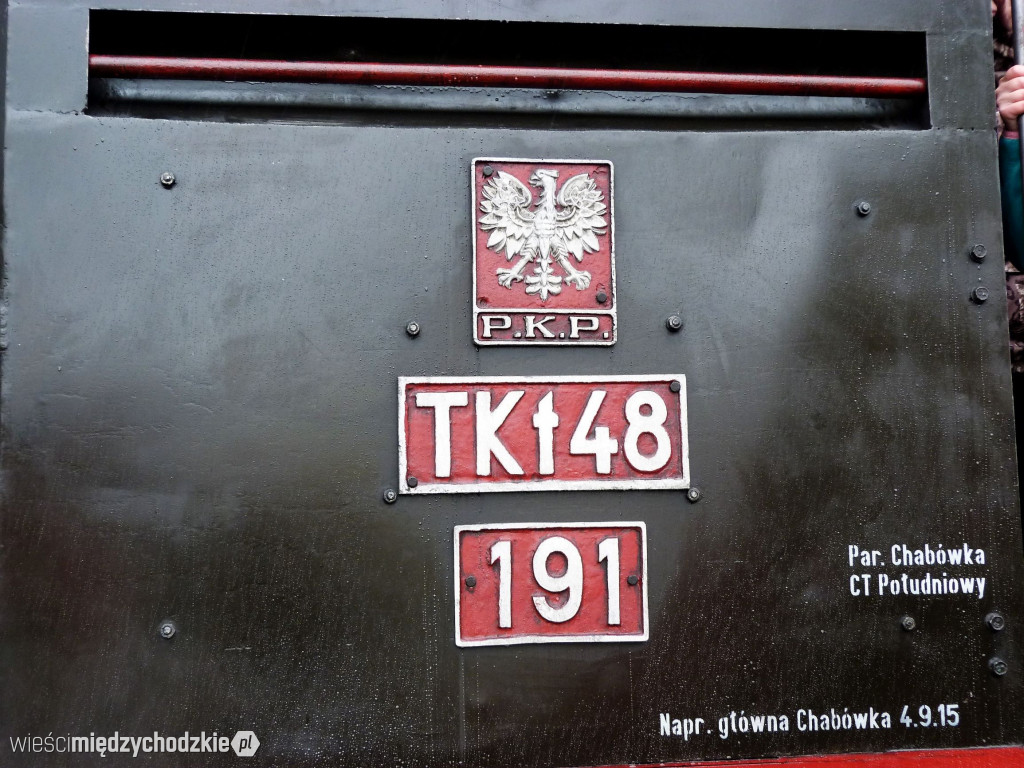 P.K.P.
TKt48
191
Par. Chabówka
CT Południowy
Napr. główna Chabówka 4.9.15
wieścimiędzychodzkie.pl